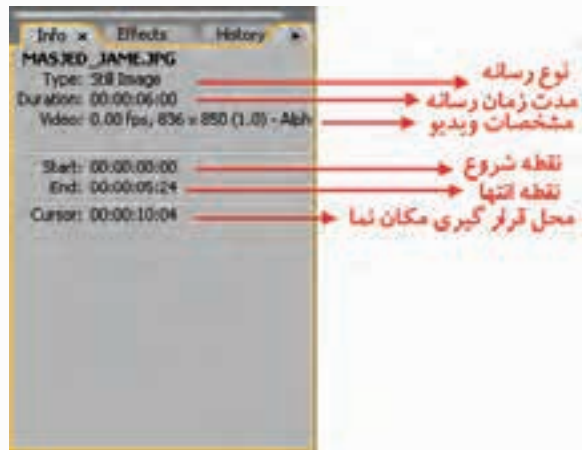 Info × Effects History
MASJED_JAME.JPG
Type: Still Image نوع رسانه
Duration: 00:00:06:00 مدت زمان رسانه
Video: 0.00 fps, 836 x 850 (1.0) - Alph مشخصات ویدیو
Start: 00:00:00:00 نقطه شروع
End: 00:00:05:24 نقطه انتها
Cursor: 00:00:10:04 محل قرار گیری مکان نما